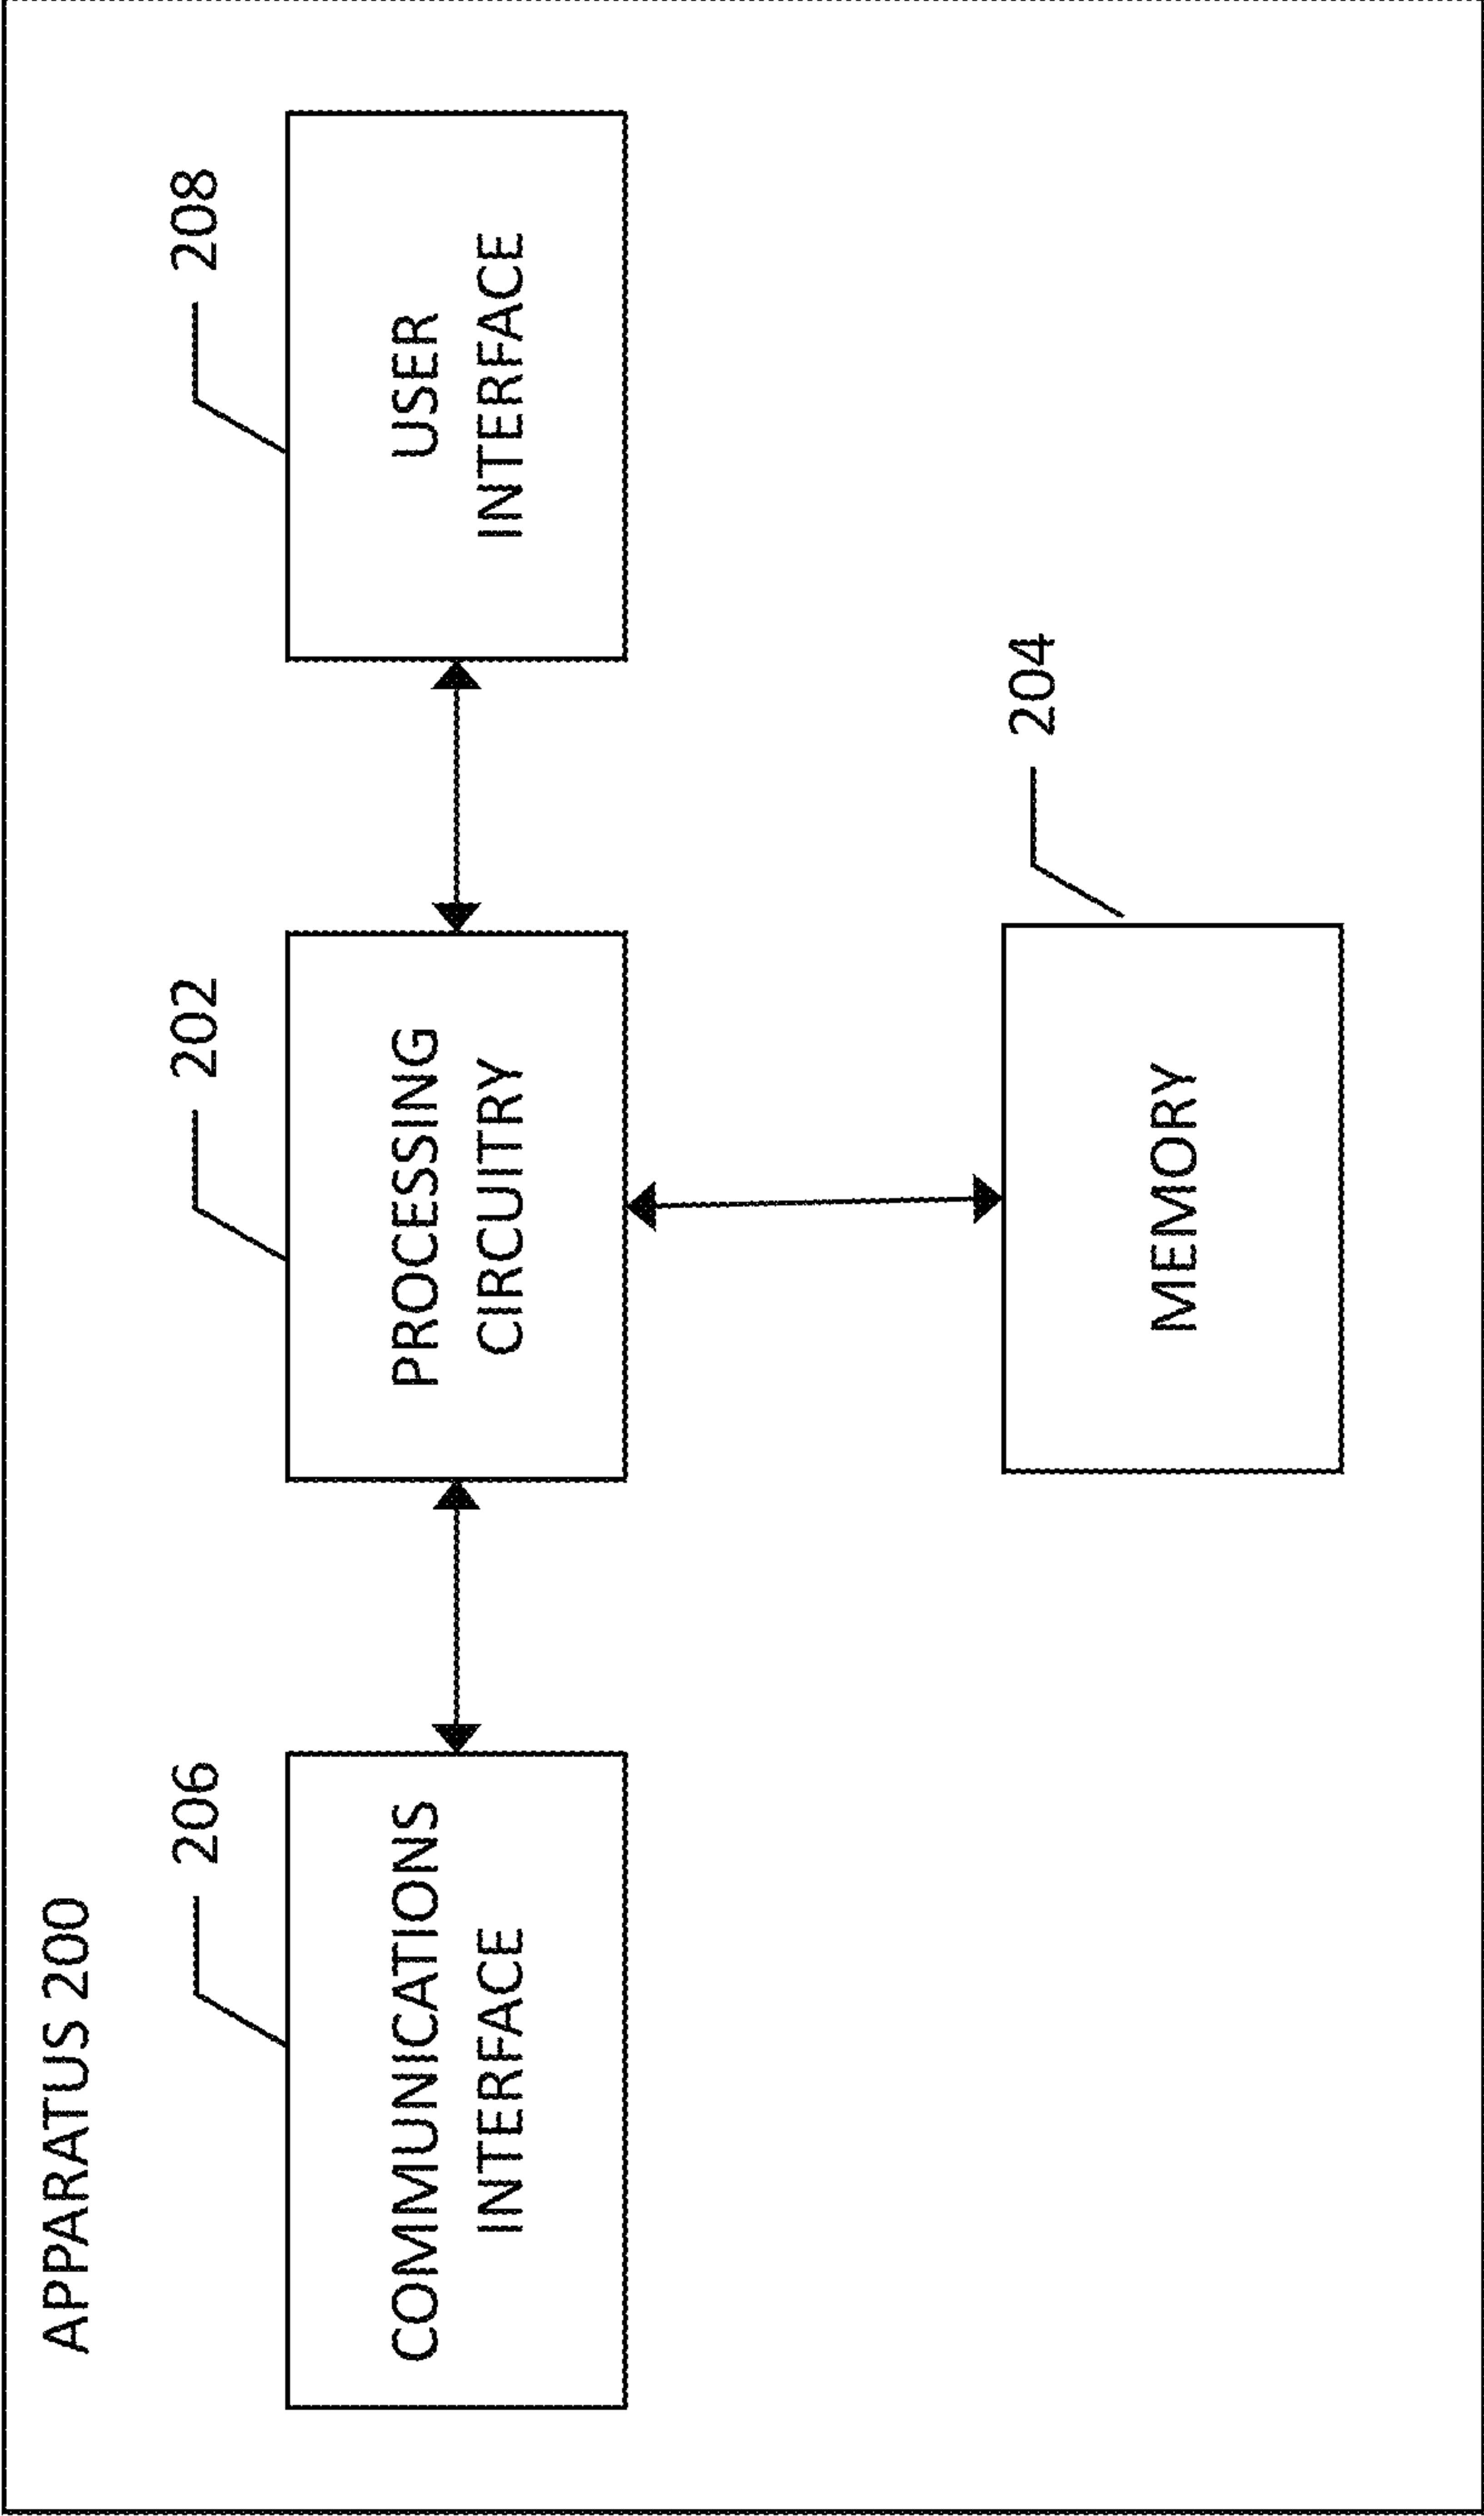 APPARATUS 200
206
COMMUNICATIONS
INTERFACE
202
PROCESSING
CIRCUITRY
208
USER
INTERFACE
204
MEMORY